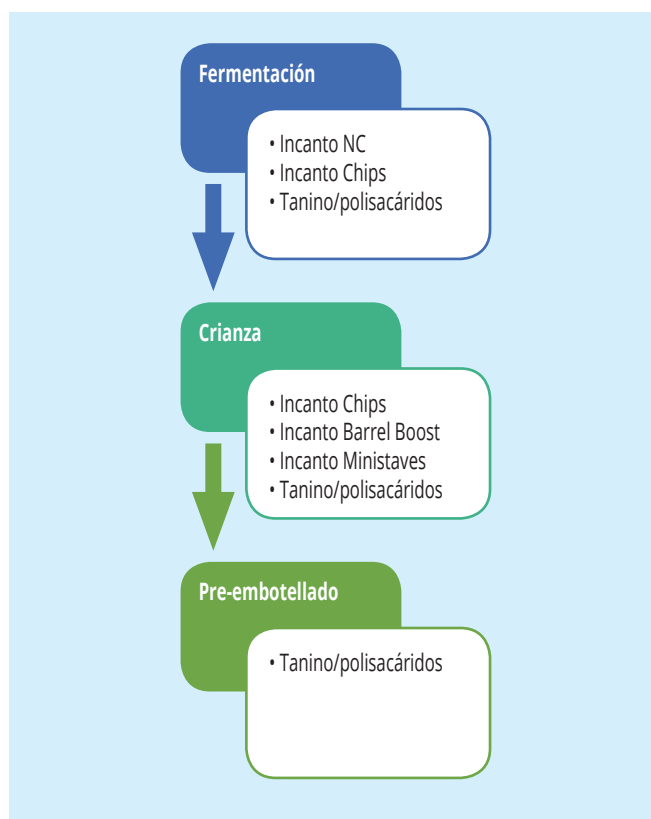 Fermentación
• Incanto NC
• Incanto Chips
• Tanino/polisacáridos
Crianza
• Incanto Chips
• Incanto Barrel Boost
• Incanto Ministaves
• Tanino/polisacáridos
Pre-embotellado
• Tanino/polisacáridos